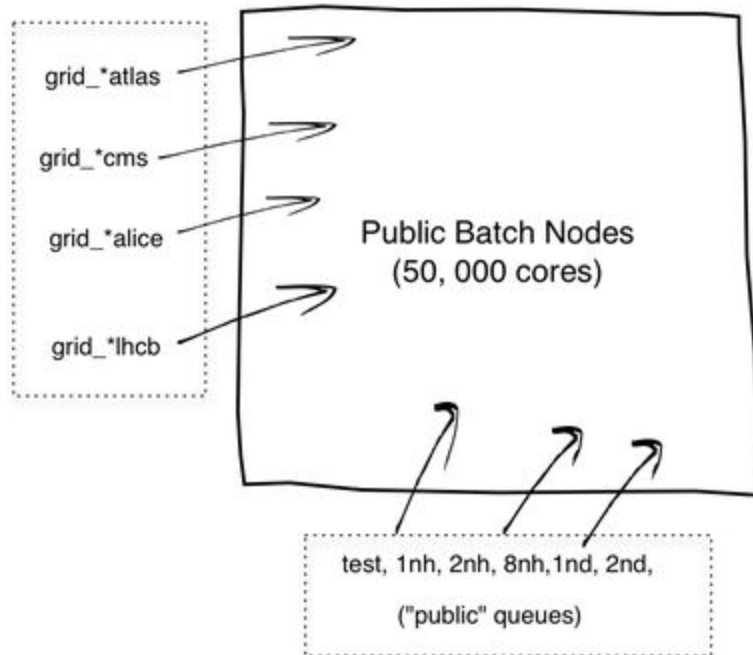 grid_*atlas
grid_*cms
grid_*alice
grid_*lhcb
Public Batch Nodes
(50, 000 cores)
test, 1nh, 2nh, 8nh,1nd, 2nd,
("public" queues)